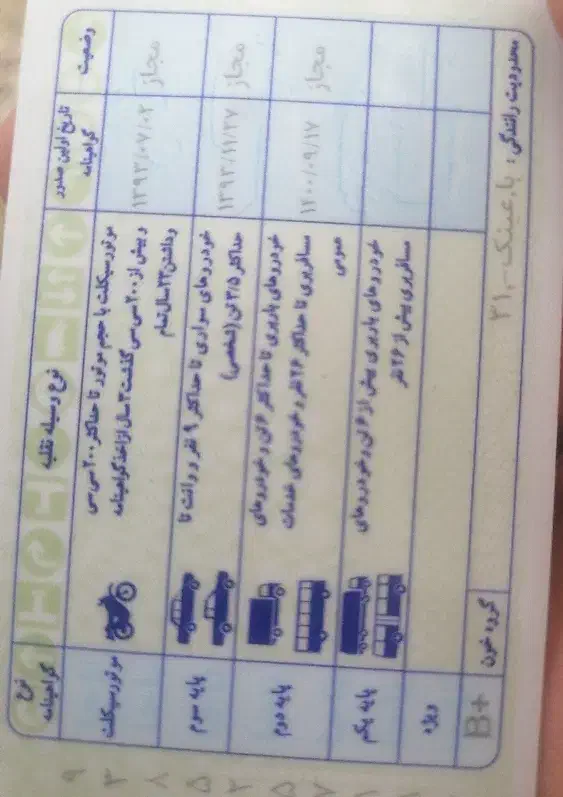 نوع گواهینامه
نوع وسیله نقلیه
تاریخ اولین صدور گواهینامه
وضعیت
موتورسیکلت
موتورسیکلت با حجم موتور تا حداکثر ۲۰۰ سی سی
و بیش از ۲۰۰ سی سی گذشت ۳ سال از اخذ گواهینامه
و داشتن ۲۳ سال تمام
۱۳۹۳/۰۷/۰۲
مجاز
پایه سوم
خودروهای سواری تا حداکثر ۹ نفر و وانت تا
حداکثر ۳/۵ تن (شخصی)
۱۳۹۳/۱۱/۲۷
مجاز
پایه دوم
خودروهای باربری تا حداکثر ۶ تن و خودروهای
مسافربری تا حداکثر ۲۶ نفر و خودروهای خدمات
عمومی
۱۴۰۰/۰۹/۱۷
مجاز
پایه یکم
خودروهای باربری بیش از ۶ تن و خودروهای
مسافربری بیش از ۲۶ نفر
ویژه
B+
گروه خون
محدودیت رانندگی : با.عینک-.۲۱